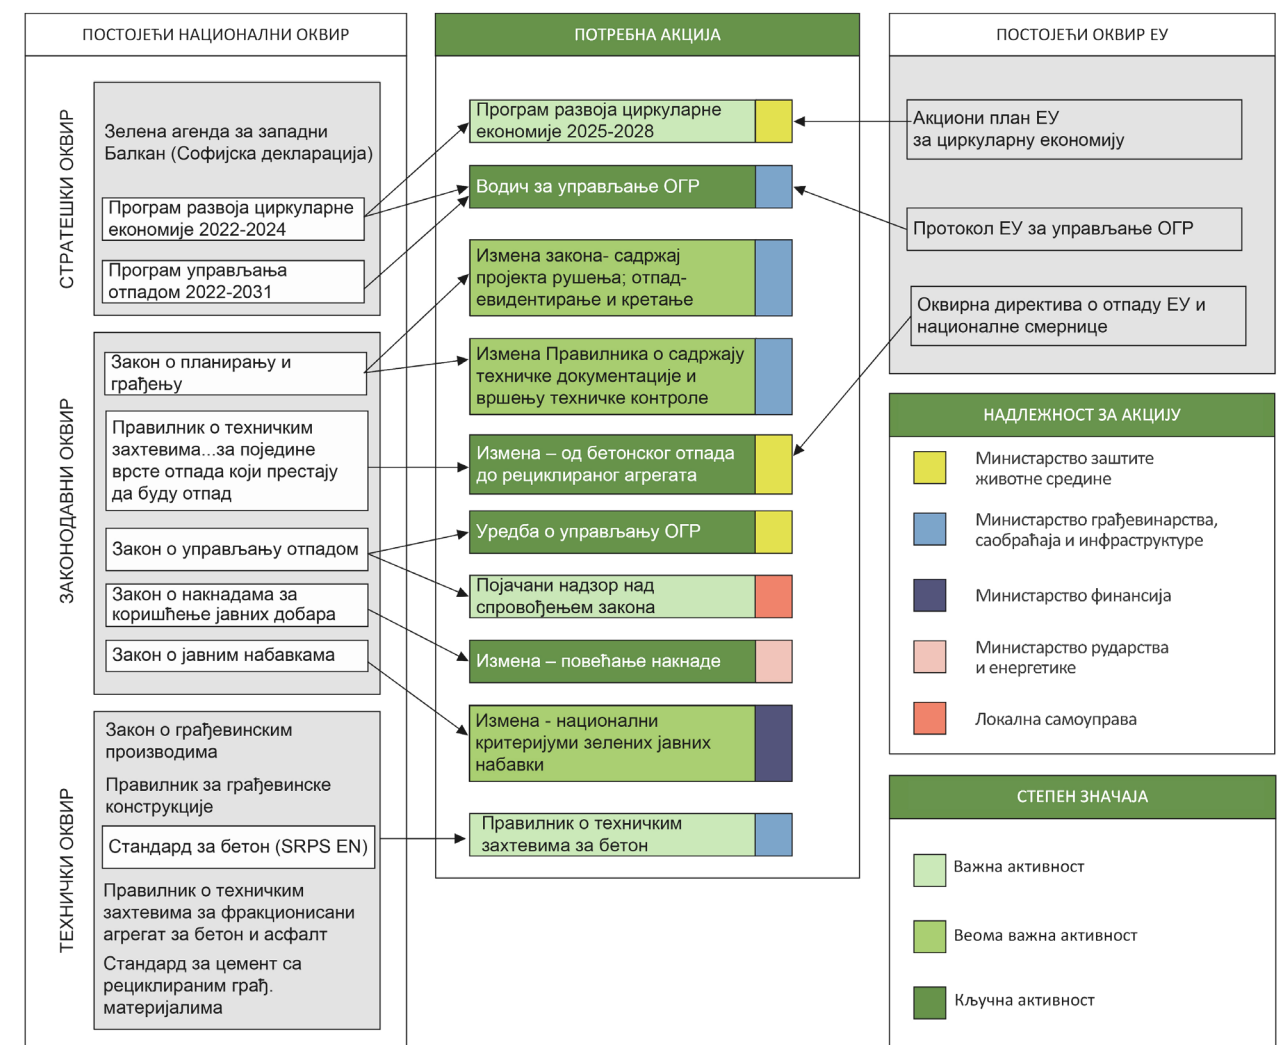 ПОСТОЈЕЋИ НАЦИОНАЛНИ ОКВИР
СТРАТЕШКИ ОКВИР
Зелена агенда за западни
Балкан (Софијска декларација)
Програм развоја циркуларне
економије 2022-2024
Програм управљања
отпадом 2022-2031
ЗАКОНОДАВНИ ОКВИР
Закон о планирању и
грађењу
Правилник о техничким
захтевима...за поједине
врсте отпада који престају
да буду отпад
Закон о управљању отпадом
Закон о накнадама за
коришћење јавних добара
Закон о јавним набавкама
ТЕХНИЧКИ ОКВИР
Закон о грађевинским
производима
Правилник за грађевинске
конструкције
Стандард за бетон (SRPS EN)
Правилник о техничким
захтевима за фракционисани
агрегат за бетон и асфалт
Стандард за цемент са
рециклираним грађ.
материјалима
ПОТРЕБНА АКЦИЈА
Програм развоја циркуларне
економије 2025-2028
Водич за управљање ОГР
Измена закона- садржај
пројекта рушења; отпад-
евидентирање и кретање
Измена Правилника о садржају
техничке документације и
вршењу техничке контроле
Измена – од бетонског отпада
до рециклираног агрегата
Уредба о управљању ОГР
Појачани надзор над
спровођењем закона
Измена – повећање накнаде
Измена - национални
критеријуми зелених јавних
набавки
Правилник о техничким
захтевима за бетон
ПОСТОЈЕЋИ ОКВИР ЕУ
Акциони план ЕУ
за циркуларну економију
Протокол ЕУ за управљање ОГР
Оквирна директива о отпаду ЕУ и
националне смернице
НАДЛЕЖНОСТ ЗА АКЦИЈУ
Министарство заштите
животне средине
Министарство грађевинарства,
саобраћаја и инфраструктуре
Министарство финансија
Министарство рударства
и енергетике
Локална самоуправа
СТЕПЕН ЗНАЧАЈА
Важна активност
Веома важна активност
Кључна активност